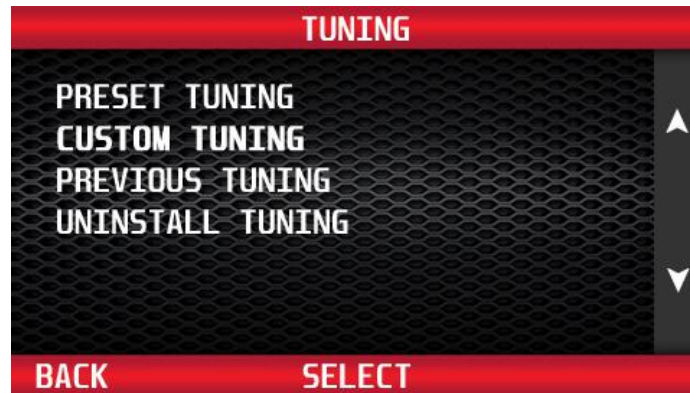 TUNING
PRESET TUNING
CUSTOM TUNING
PREVIOUS TUNING
UNINSTALL TUNING
BACK SELECT